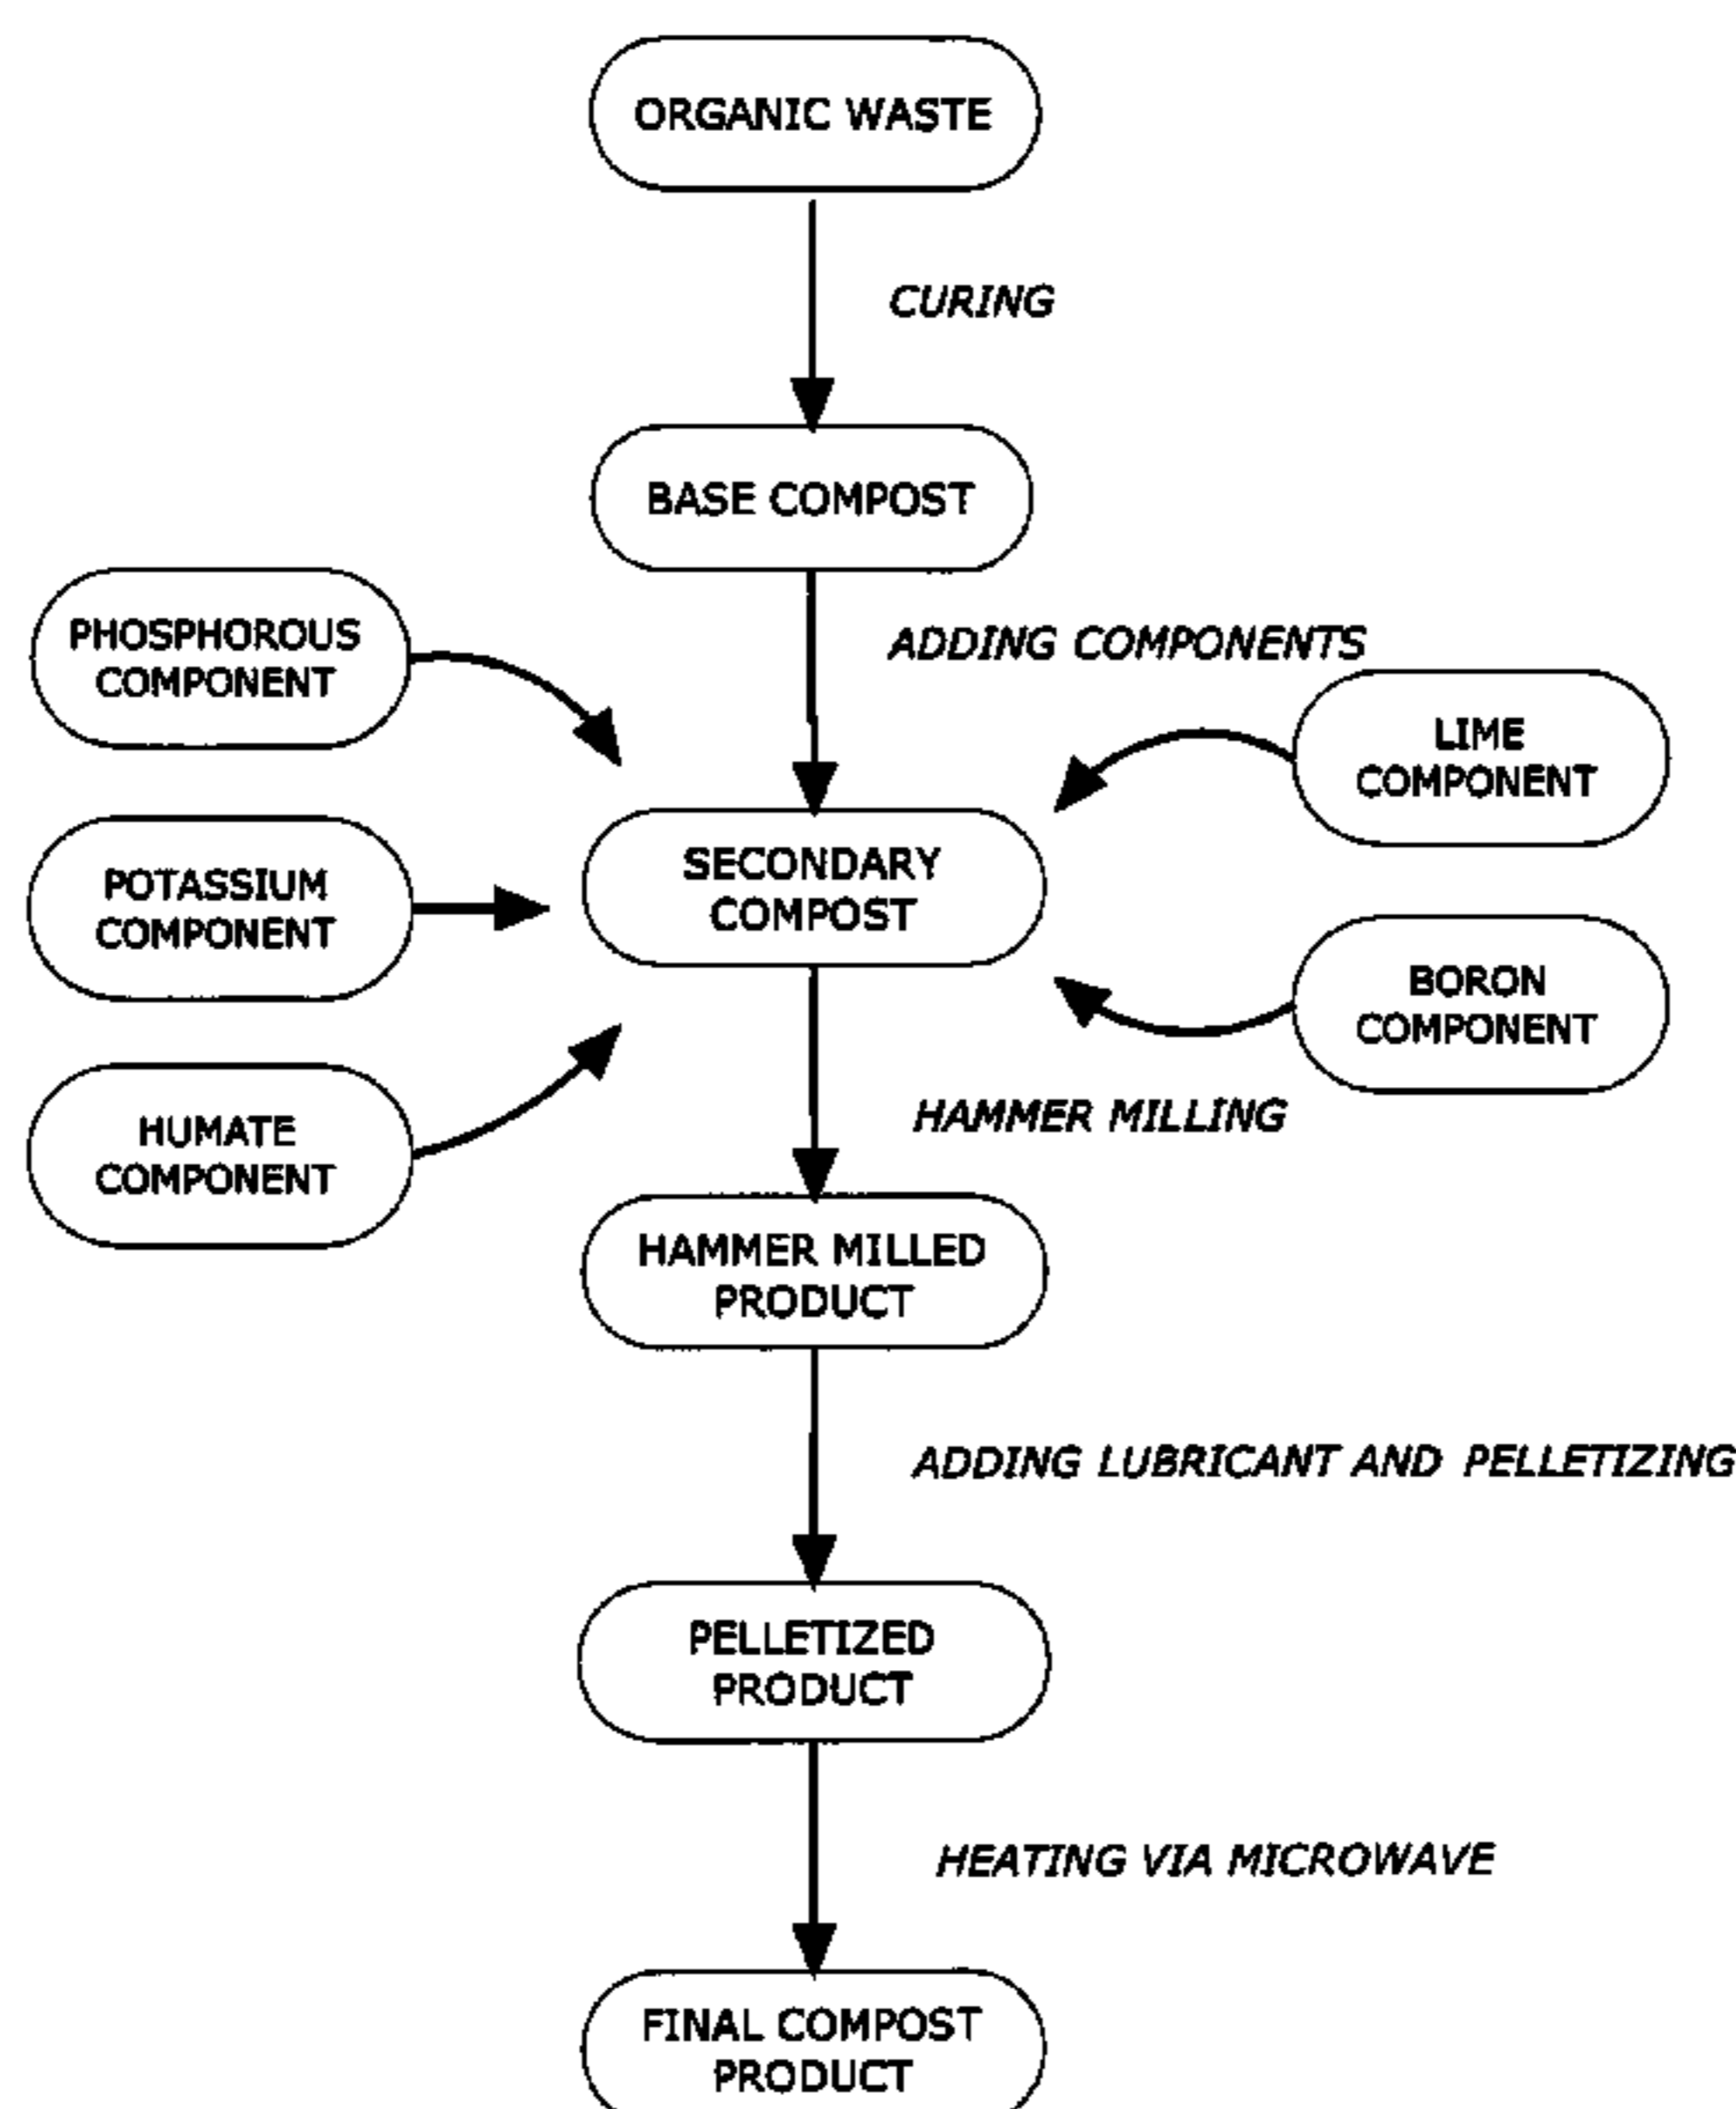 ORGANIC WASTE
CURING
BASE COMPOST
ADDING COMPONENTS
PHOSPHOROUS
COMPONENT
LIME
COMPONENT
POTASSIUM
COMPONENT
SECONDARY
COMPOST
BORON
COMPONENT
HUMATE
COMPONENT
HAMMER MILLING
HAMMER MILLED
PRODUCT
ADDING LUBRICANT AND PELLETIZING
PELLETIZED
PRODUCT
HEATING VIA MICROWAVE
FINAL COMPOST
PRODUCT